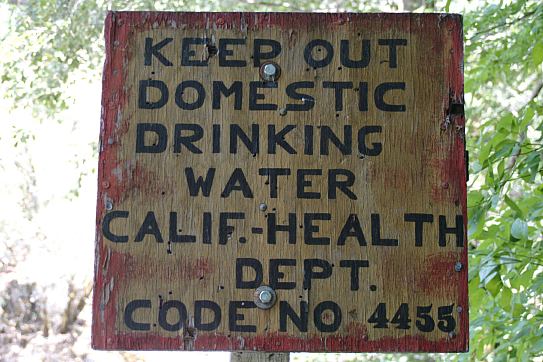 KEEP OUT
DOMESTIC
DRINKING
WATER
CALIF.-HEALTH
DEPT.
CODE NO 4455